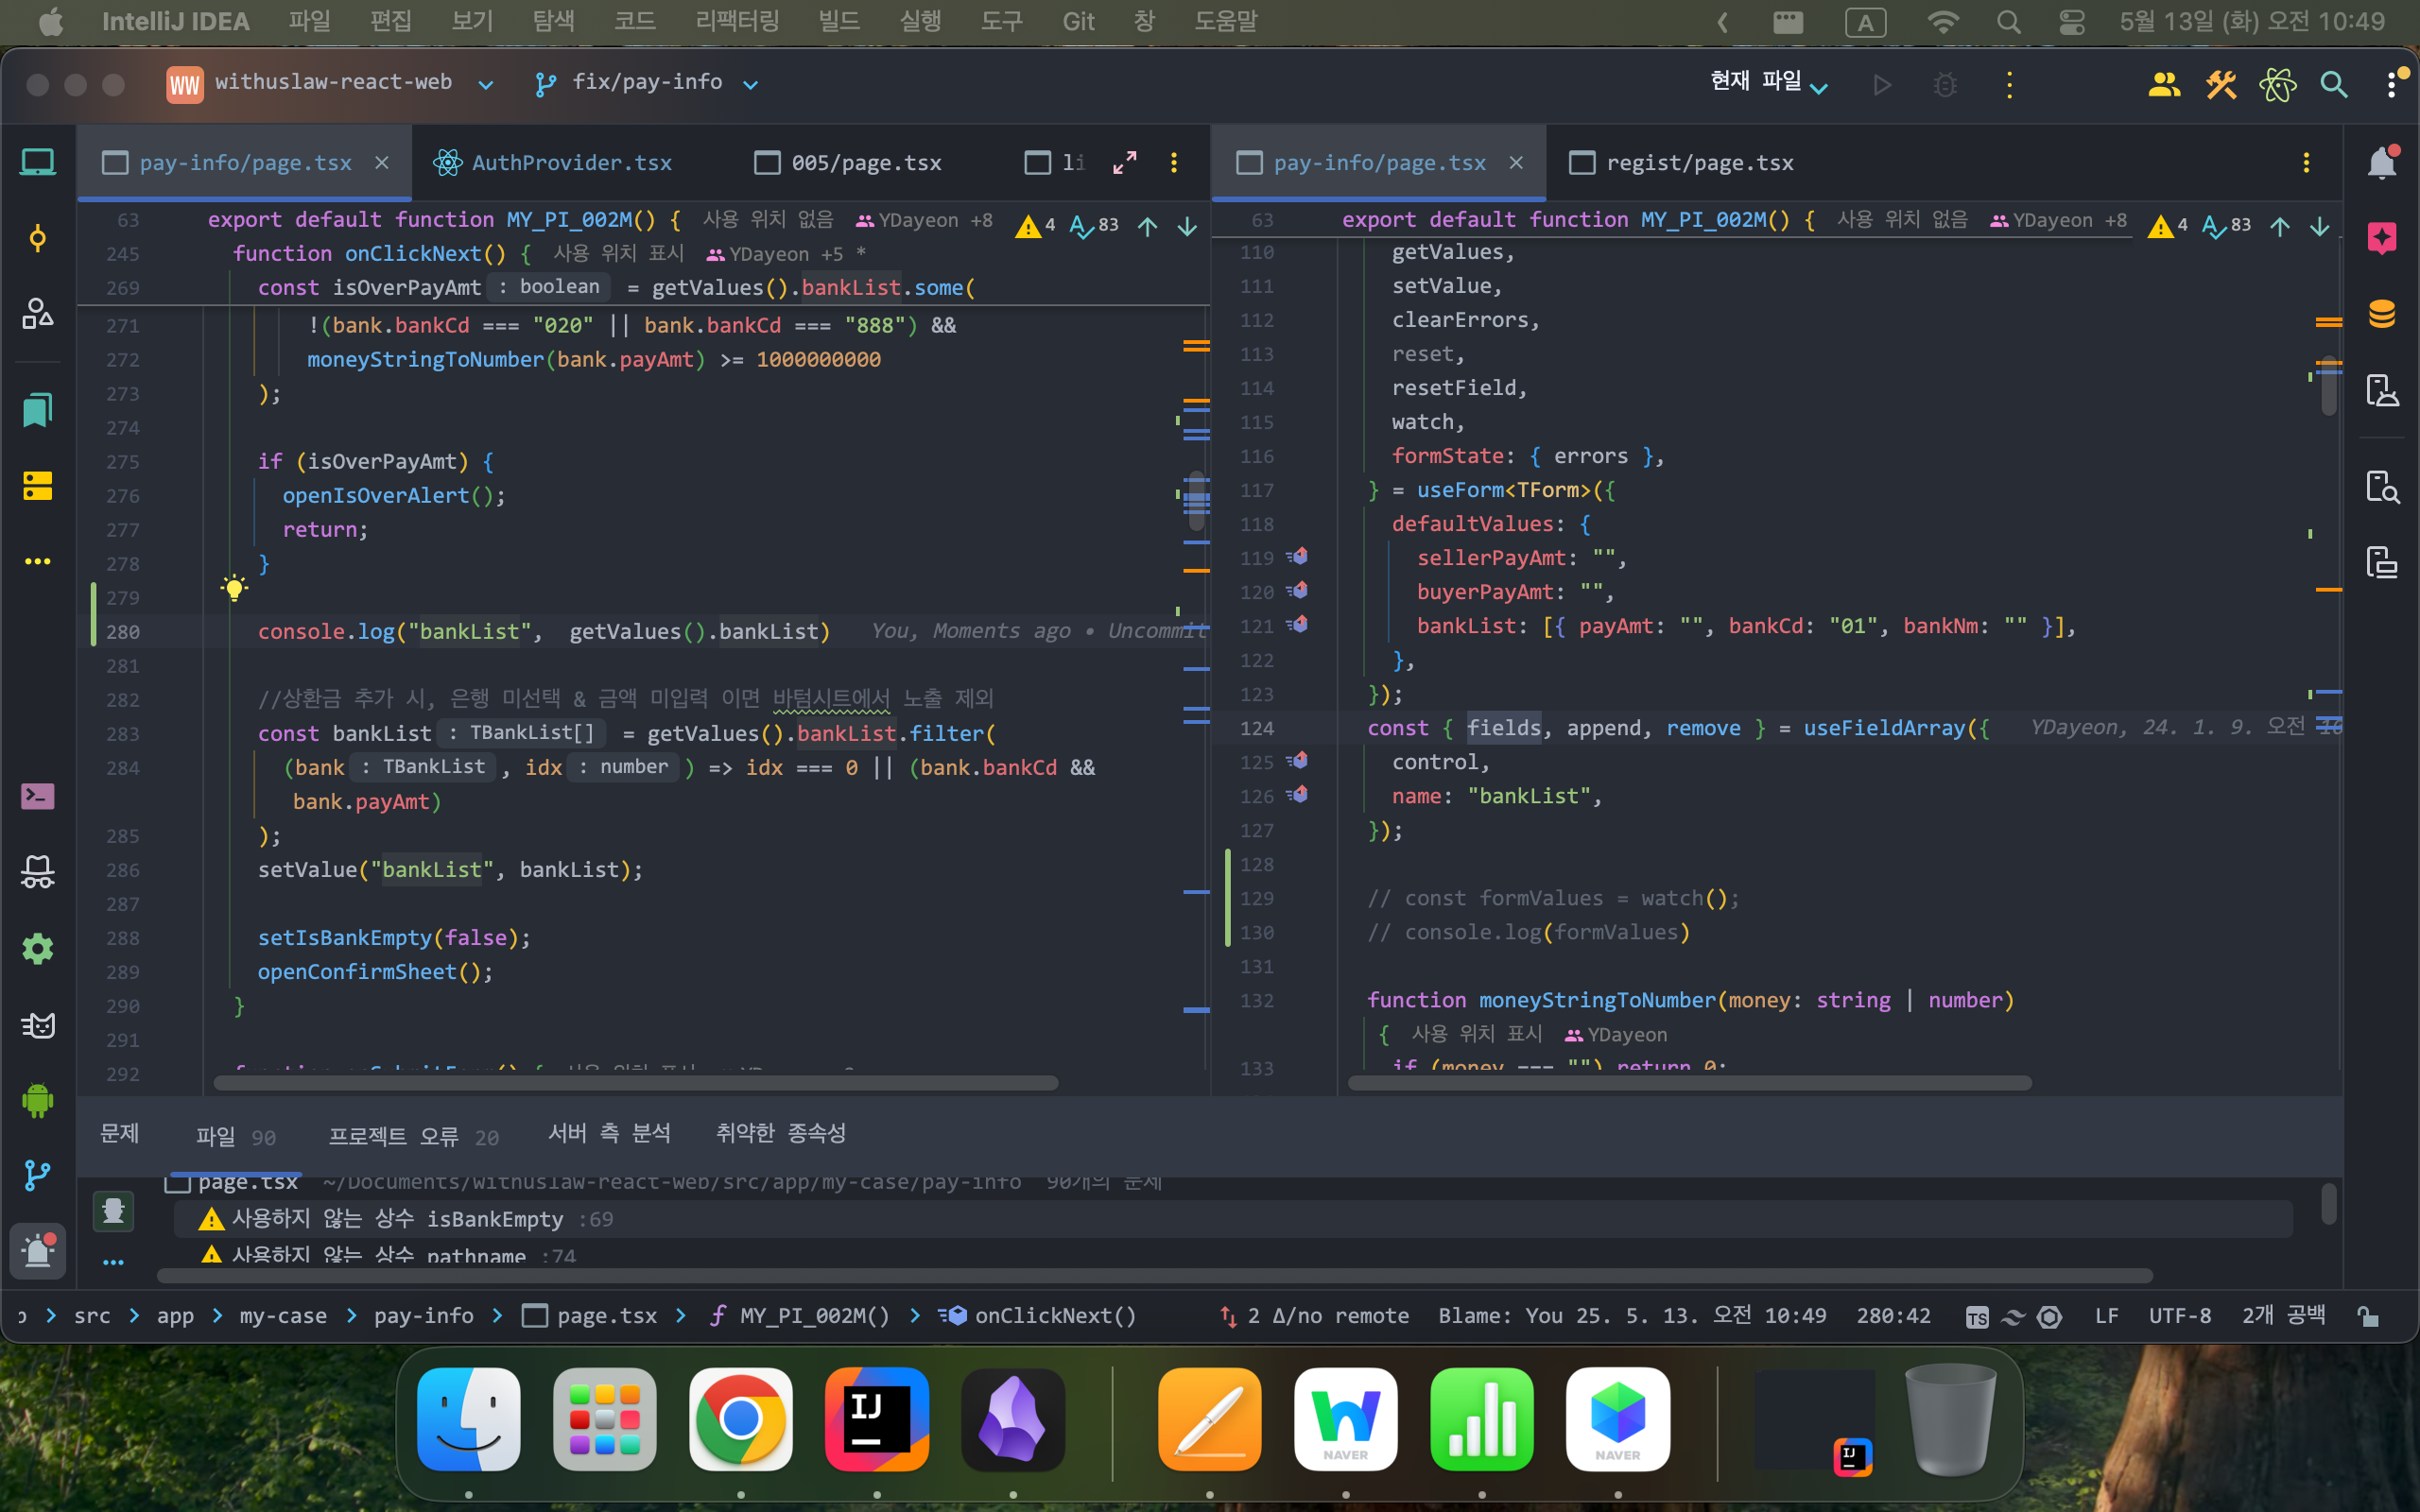 IntelliJ IDEA 파일 편집 보기 탐색 코드 리팩터링 빌드 실행 도구 Git 창 도움말 A 5월 13일 (화) 오전 10:49
WW withuslaw-react-web fix/pay-info 현재 파일
pay-info/page.tsx AuthProvider.tsx 005/page.tsx li
63 export default function MY_PI_002M() { 사용 위치 없음 YDayeon +8 4 83
245 function onClickNext() { 사용 위치 표시 YDayeon +5 *
269 const isOverPayAmt : boolean = getValues().bankList.some(
271 !(bank.bankCd === "020" || bank.bankCd === "888") &&
272 moneyStringToNumber(bank.payAmt) >= 1000000000
273 );
274
275 if (isOverPayAmt) {
276 openIsOverAlert();
277 return;
278 }
279
280 console.log("bankList",  getValues().bankList) You, Moments ago • Uncommit
281
282 //상환금 추가 시, 은행 미선택 & 금액 미입력 이면 바텀시트에서 노출 제외
283 const bankList : TBankList[] = getValues().bankList.filter(
284 (bank : TBankList , idx : number ) => idx === 0 || (bank.bankCd &&
bank.payAmt)
285 );
286 setValue("bankList", bankList);
287
288 setIsBankEmpty(false);
289 openConfirmSheet();
290 }
291
292
pay-info/page.tsx regist/page.tsx
63 export default function MY_PI_002M() { 사용 위치 없음 YDayeon +8 4 83
110 getValues,
111 setValue,
112 clearErrors,
113 reset,
114 resetField,
115 watch,
116 formState: { errors },
117 } = useForm<TForm>({
118 defaultValues: {
119 sellerPayAmt: "",
120 buyerPayAmt: "",
121 bankList: [{ payAmt: "", bankCd: "01", bankNm: "" }],
122 },
123 });
124 const { fields, append, remove } = useFieldArray({ YDayeon, 24. 1. 9. 오전 10
125 control,
126 name: "bankList",
127 });
128
129 // const formValues = watch();
130 // console.log(formValues)
131
132 function moneyStringToNumber(money: string | number)
{ 사용 위치 표시 YDayeon
133 if (money === "") return 0;
문제 파일 90 프로젝트 오류 20 서버 측 분석 취약한 종속성
page.tsx ~/Documents/withuslaw-react-web/src/app/my-case/pay-info 90개의 문제
사용하지 않는 상수 isBankEmpty :69
사용하지 않는 상수 pathname :74
src app my-case pay-info page.tsx MY_PI_002M() onClickNext() 2 Δ/no remote Blame: You 25. 5. 13. 오전 10:49 280:42 TS LF UTF-8 2개 공백
IJ NAVER NAVER IJ